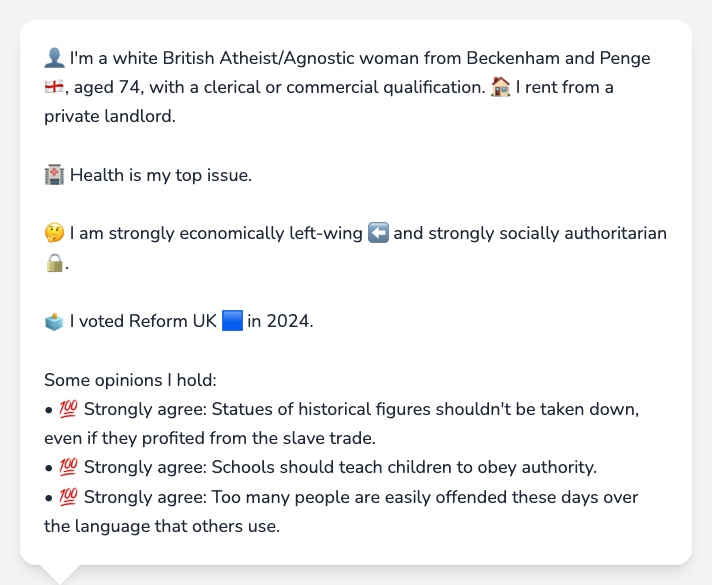 👤 I'm a white British Atheist/Agnostic woman from Beckenham and Penge
🏴󠁧󠁢󠁥󠁮󠁧󠁿, aged 74, with a clerical or commercial qualification. 🏠 I rent from a
private landlord.
🏥 Health is my top issue.
🤔 I am strongly economically left-wing ⬅️ and strongly socially authoritarian
🔒.
🗳️ I voted Reform UK 🟦 in 2024.
Some opinions I hold:
• 💯 Strongly agree: Statues of historical figures shouldn't be taken down,
even if they profited from the slave trade.
• 💯 Strongly agree: Schools should teach children to obey authority.
• 💯 Strongly agree: Too many people are easily offended these days over
the language that others use.